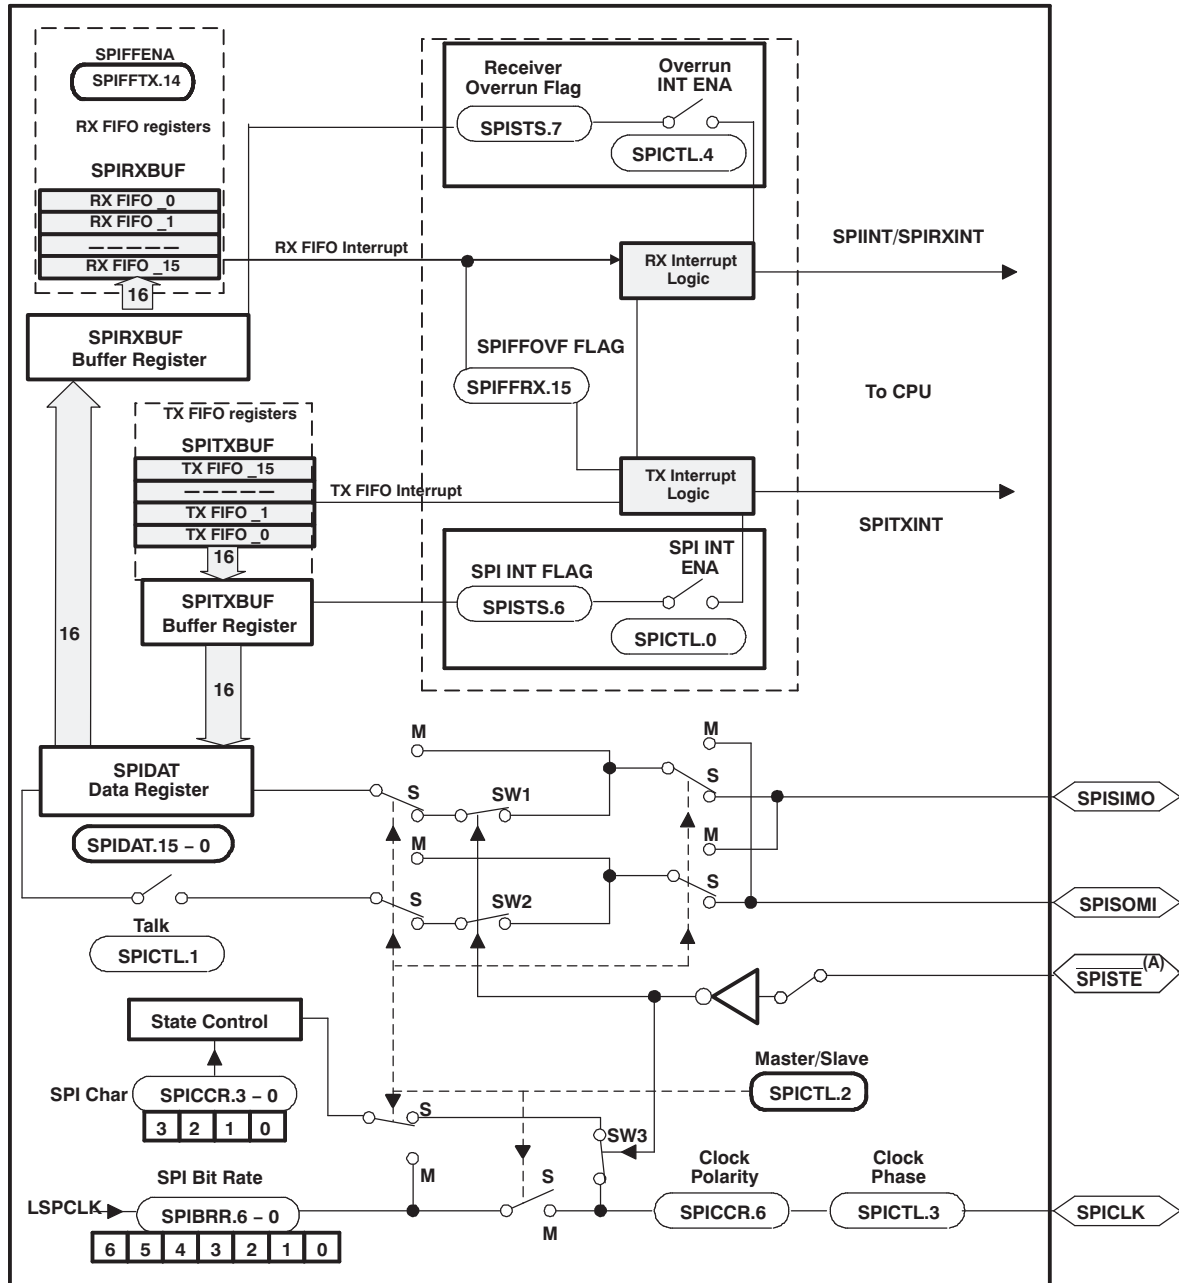 SPIFFENA
SPIFFTX.14
RX FIFO registers
SPIRXBUF
RX FIFO _0
RX FIFO _1
— — — — —
RX FIFO _15
16
SPIRXBUF
Buffer Register
RX FIFO Interrupt
Receiver
Overrun Flag
SPISTS.7
Overrun
INT ENA
SPICTL.4
RX Interrupt
Logic
SPIINT/SPIRXINT
SPIFFOVF FLAG
SPIFFRX.15
To CPU
TX FIFO registers
SPITXBUF
TX FIFO _15
— — — — —
TX FIFO _1
TX FIFO _0
16
TX FIFO Interrupt
TX Interrupt
Logic
SPITXINT
SPITXBUF
Buffer Register
SPI INT FLAG
SPISTS.6
SPI INT
ENA
SPICTL.0
16
16
SPIDAT
Data Register
SPIDAT.15 – 0
M
S
SW1
M
S
SPISIMO
M
S
SW2
M
S
SPISOMI
Talk
SPICTL.1
SPISTE (A)
State Control
SPI Char
SPICCR.3 – 0
3 2 1 0
Master/Slave
SPICTL.2
S
M
SW3
SPI Bit Rate
LSPCLK
SPIBRR.6 – 0
6 5 4 3 2 1 0
S
M
Clock
Polarity
SPICCR.6
Clock
Phase
SPICTL.3
SPICLK